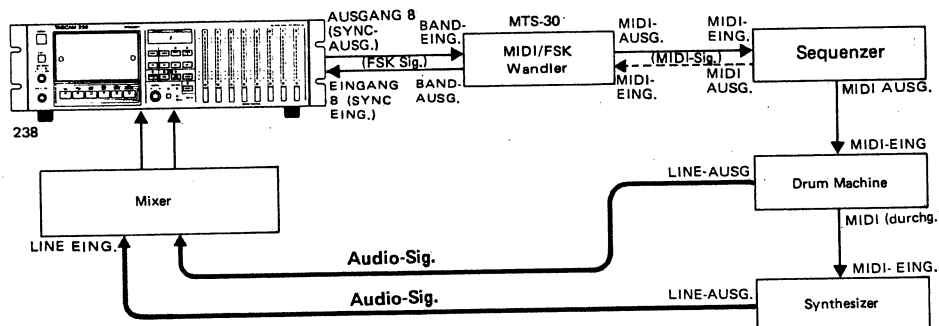 TASCAM 238
AUSGANG 8
(SYNC-
AUSG.)
BAND-
EING.
(FSK Sig.)
EINGANG
8 (SYNC
EING.)
BAND-
AUSG.
MTS-30
MIDI/FSK
Wandler
MIDI-
AUSG.
MIDI-
EING.
(MIDI-Sig.)
MIDI-
EING.
MIDI
AUSG.
Sequenzer
MIDI AUSG.
238
MIDI-EING
LINE-AUSG
Drum Machine
Mixer
MIDI (durchg.
LINE EING.
Audio-Sig.
MIDI- EING.
Audio-Sig.
LINE-AUSG.
Synthesizer